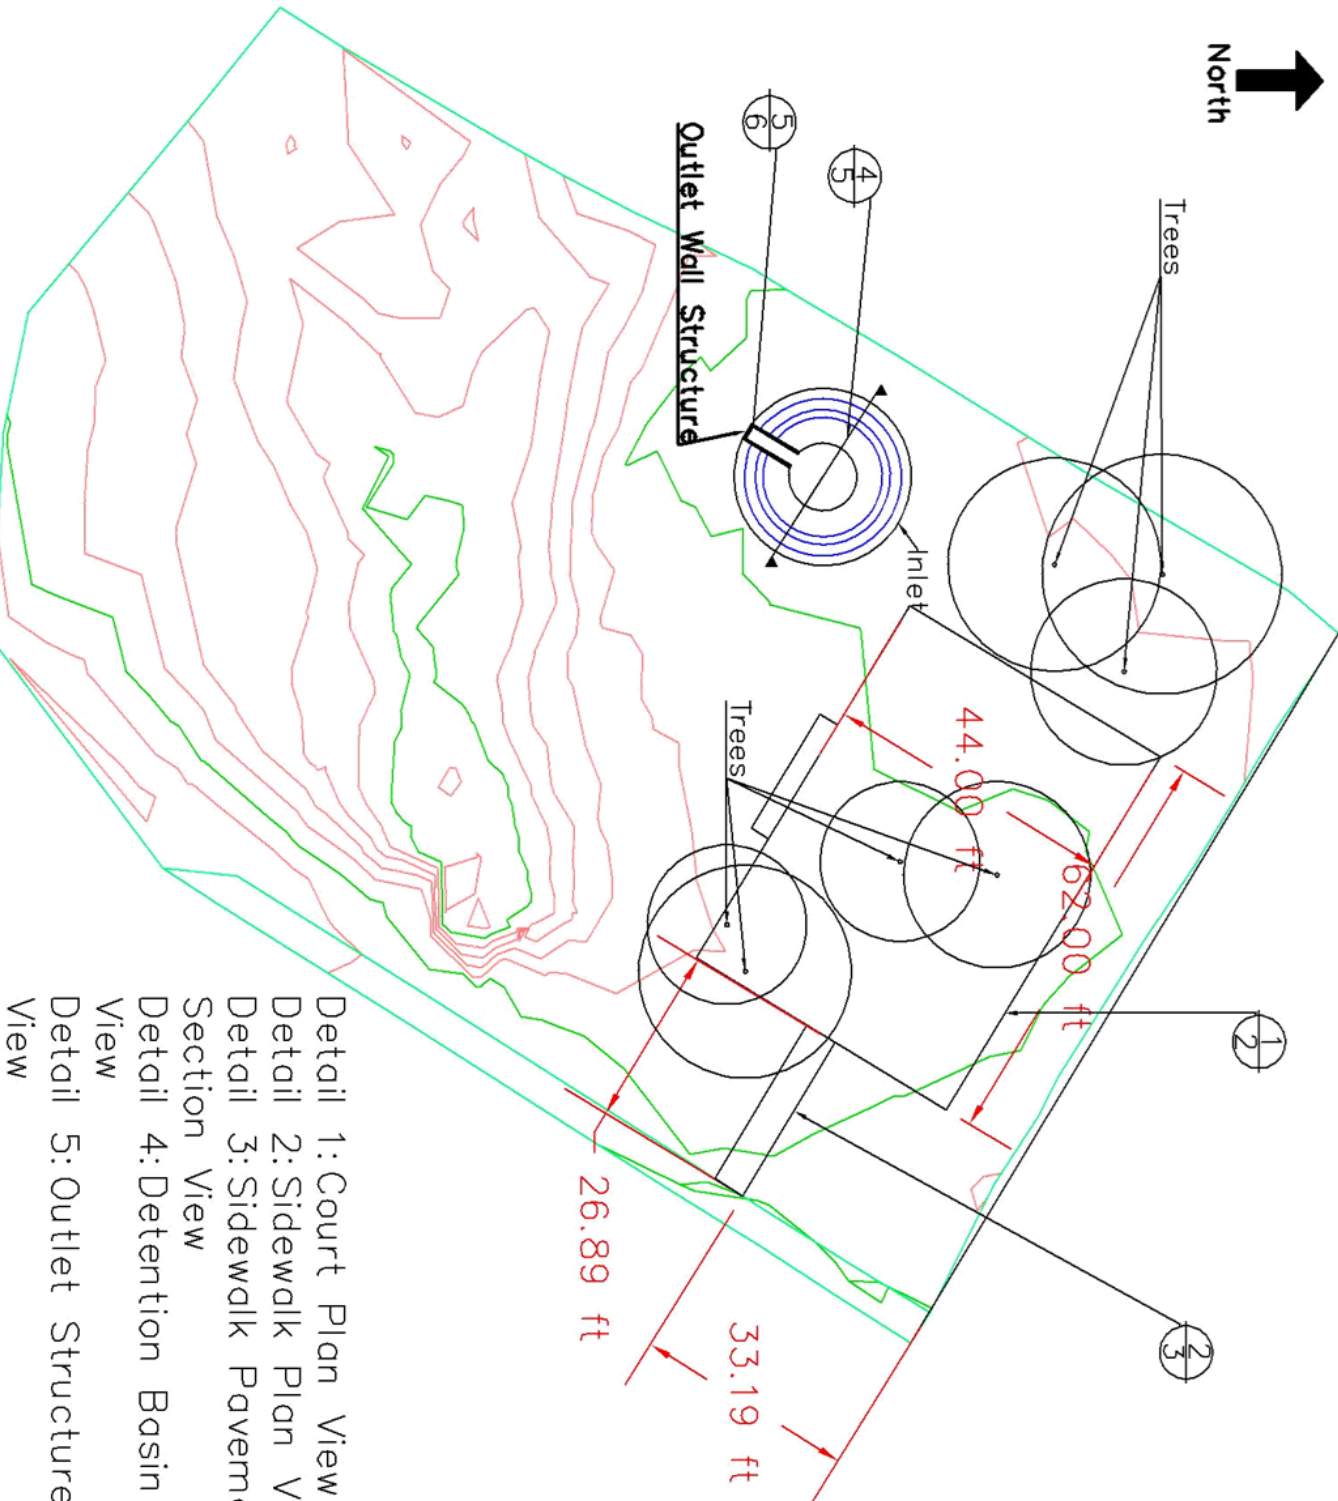 North
Trees
5
6
4
5
Outlet Wall Structure
Inlet
44.00 ft
62.00 ft
Trees
1
2
26.89 ft
33.19 ft
2
3
Detail 1: Court Plan View
Detail 2: Sidewalk Plan V
Detail 3: Sidewalk Paveme
Section View
Detail 4: Detention Basin
View
Detail 5: Outlet Structure
View